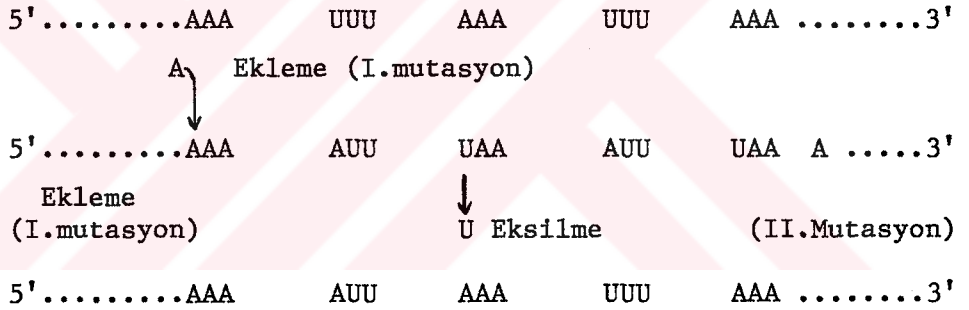 5'.........AAA UUU AAA UUU AAA ........3'
A Ekleme (I.mutasyon)
5'.........AAA AUU UAA AUU UAA A .....3'
Ekleme
(I.mutasyon) U Eksilme (II.Mutasyon)
5'.........AAA AUU AAA UUU AAA ........3'